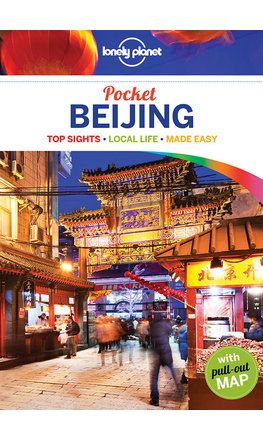 lonely planet
Pocket
BEIJING
TOP SIGHTS • LOCAL LIFE • MADE EASY
with
pull-out
MAP